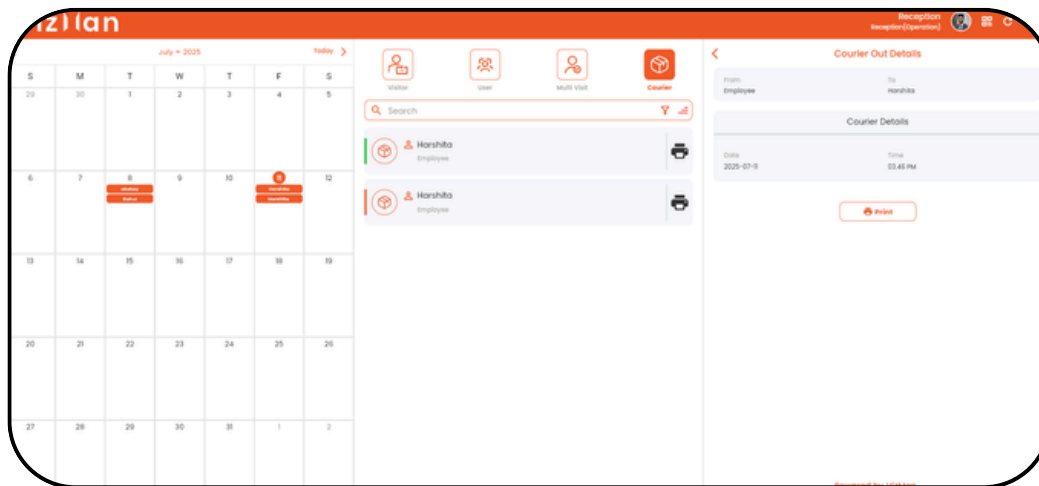 Reception
Reception(Operation)
July 2025
Today
S M T W T F S
29 30 1 2 3 4 5
6 7 8 9 10 11 12
Harshita
Harshita
13 14 15 16 17 18 19
20 21 22 23 24 25 26
27 28 29 30 31 1 2
Visitor
User
Multi Visit
Courier
Search
Harshita
Employee
Harshita
Employee
Courier Out Details
From
To
Employee
Harshita
Courier Details
Date
Time
2025-07-11
03.45 PM
Print